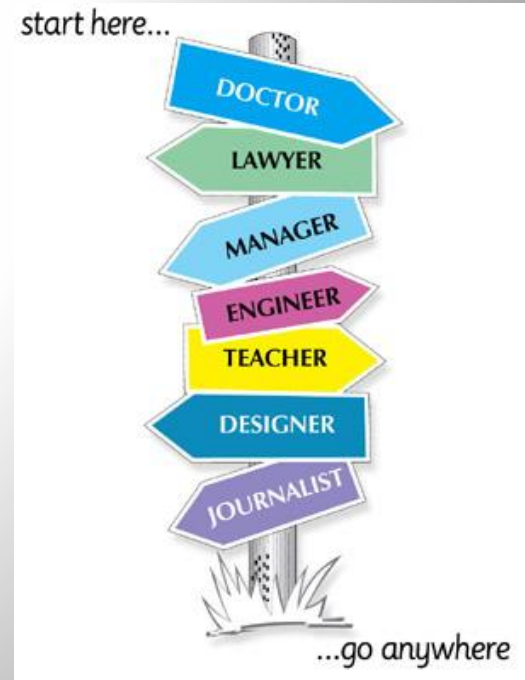 start here...
DOCTOR
LAWYER
MANAGER
ENGINEER
TEACHER
DESIGNER
JOURNALIST
...go anywhere